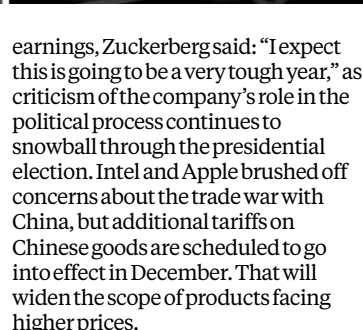 earnings, Zuckerberg said: “I expect
this is going to be a very tough year,” as
criticism of the company’s role in the
political process continues to
snowball through the presidential
election. Intel and Apple brushed off
concerns about the trade war with
China, but additional tariffs on
Chinese goods are scheduled to go
into effect in December. That will
widen the scope of products facing
higher prices.